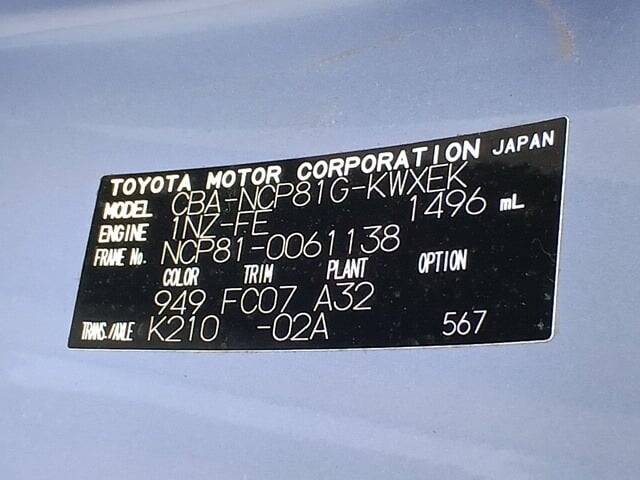 TOYOTA MOTOR CORPORATION JAPAN
MODEL CBA-NCP81G-KWXEK
ENGINE 1NZ-FE 1496 mL
FRAME No. NCP81-0061138
COLOR TRIM PLANT OPTION
949 FC07 A32
TRANS./AXLE K210 -02A 567